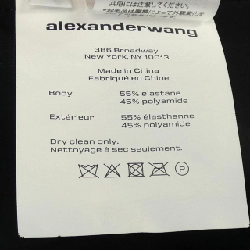 alexanderwang
386 Broadway
NEW YORK, NY 10013
Made in China
Fabriqué en Chine
Body 55% elastane
45% polyamide
Extérieur 55% élasthanne
45% polyamide
Dry clean only.
Nettoyage à sec seulement.
P